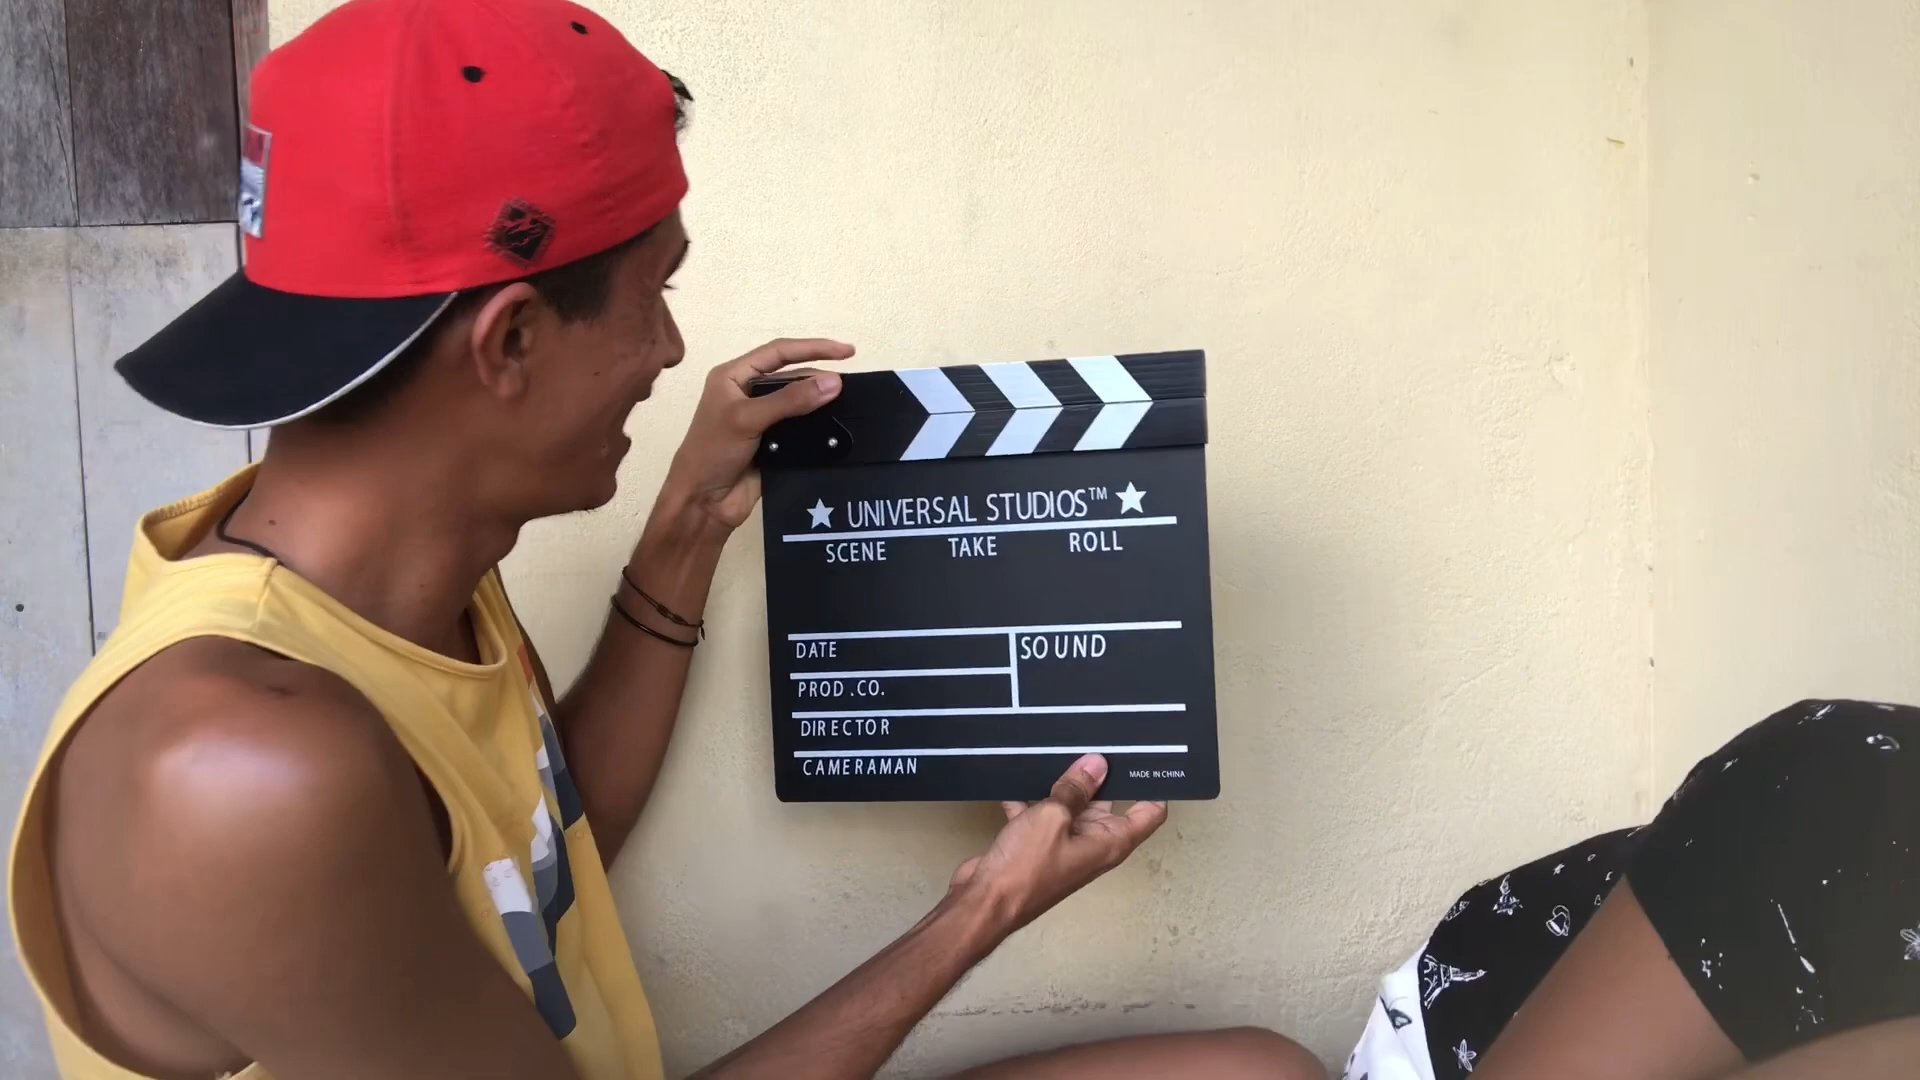 UNIVERSAL STUDIOS™
SCENE TAKE ROLL
DATE SOUND
PROD.CO.
DIRECTOR
CAMERAMAN
MADE IN CHINA